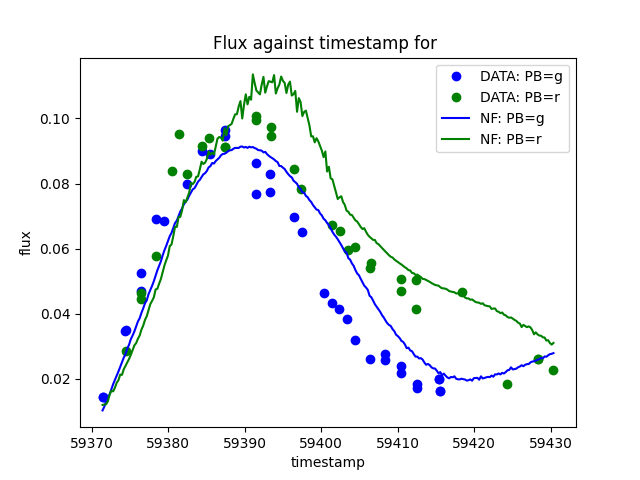 Flux against timestamp for
DATA: PB=g
DATA: PB=r
NF: PB=g
NF: PB=r
0.10
0.08
0.06
0.04
0.02
flux
59370 59380 59390 59400 59410 59420 59430
timestamp